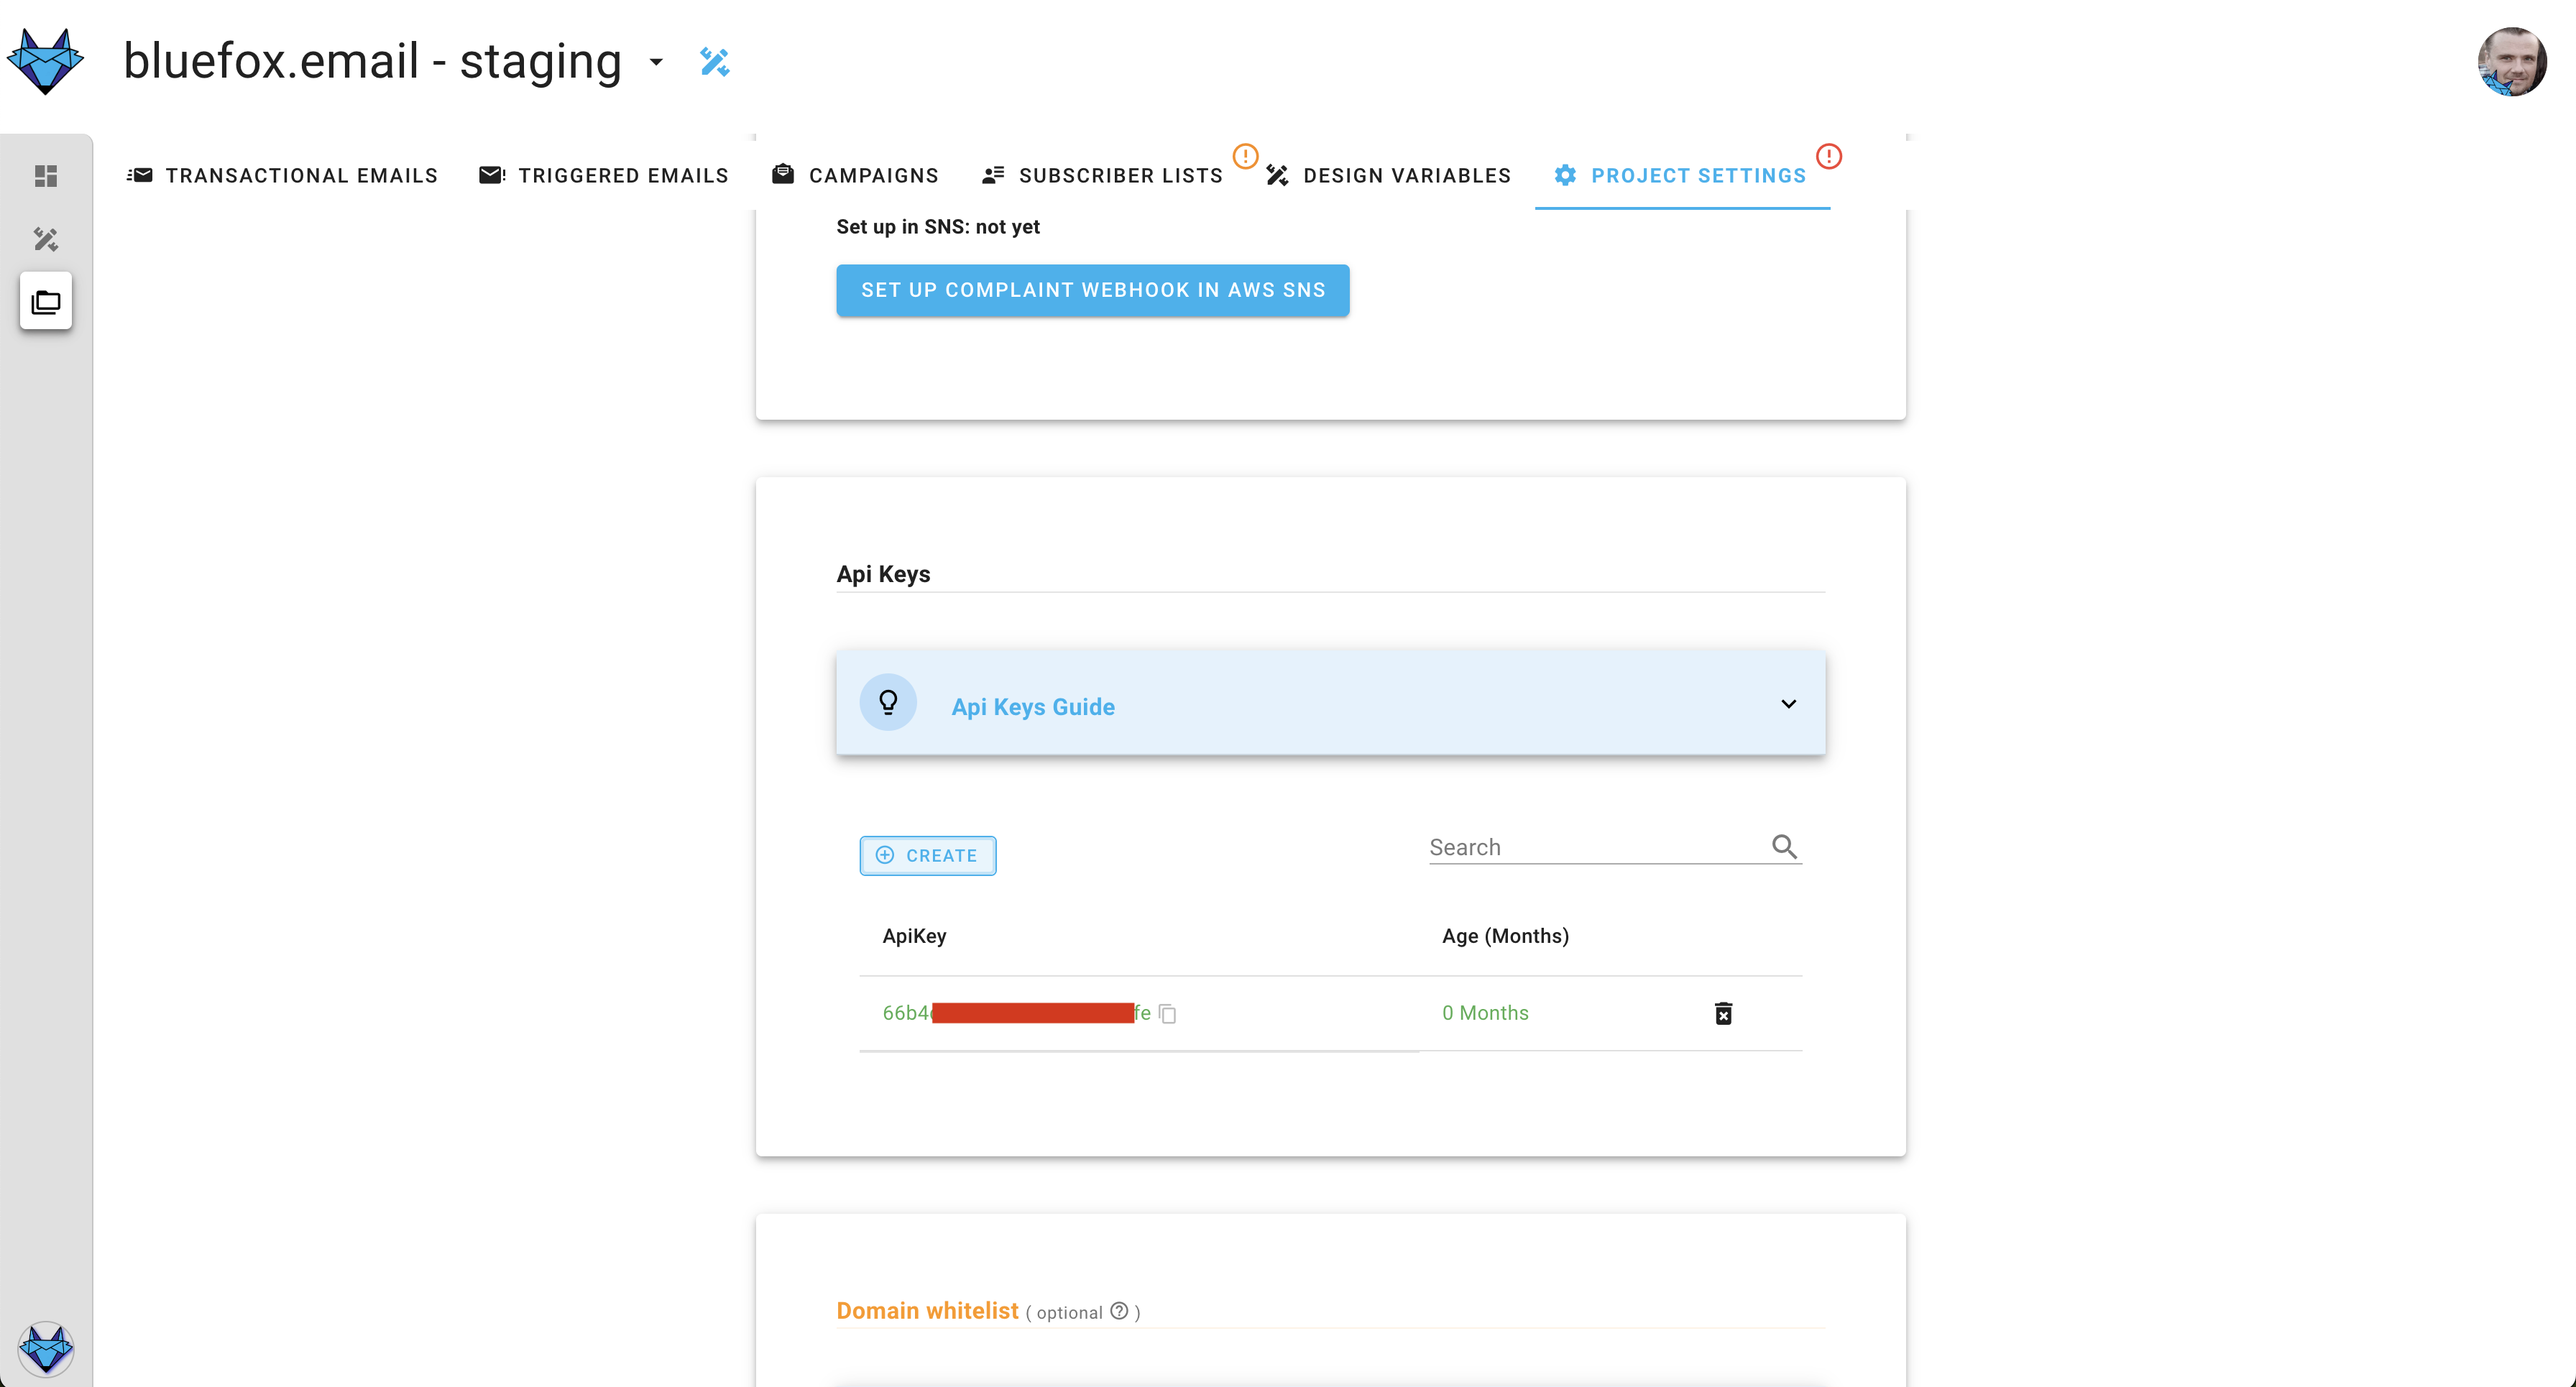 bluefox.email - staging
TRANSACTIONAL EMAILS TRIGGERED EMAILS CAMPAIGNS SUBSCRIBER LISTS DESIGN VARIABLES PROJECT SETTINGS
Set up in SNS: not yet
SET UP COMPLAINT WEBHOOK IN AWS SNS
Api Keys
Api Keys Guide
CREATE Search
ApiKey Age (Months)
66b4 fe 0 Months
Domain whitelist ( optional ? )